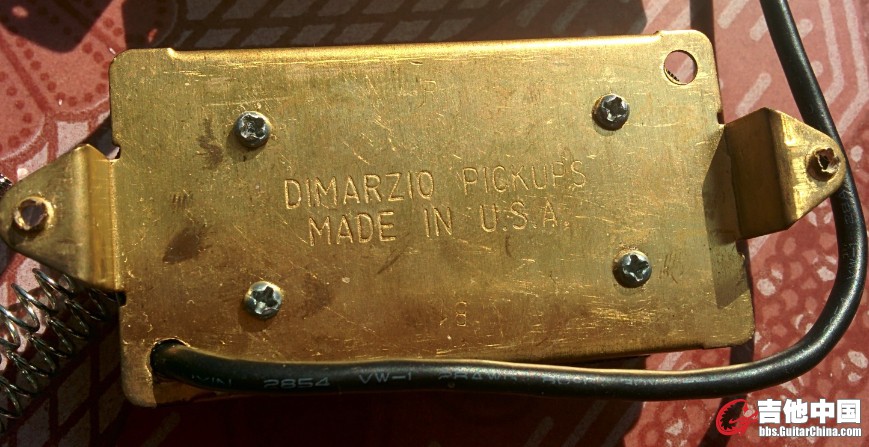 DIMARZIO PICKUPS
MADE IN U.S.A.
2854 VW-1
吉他中国
bbs.GuitarChina.com